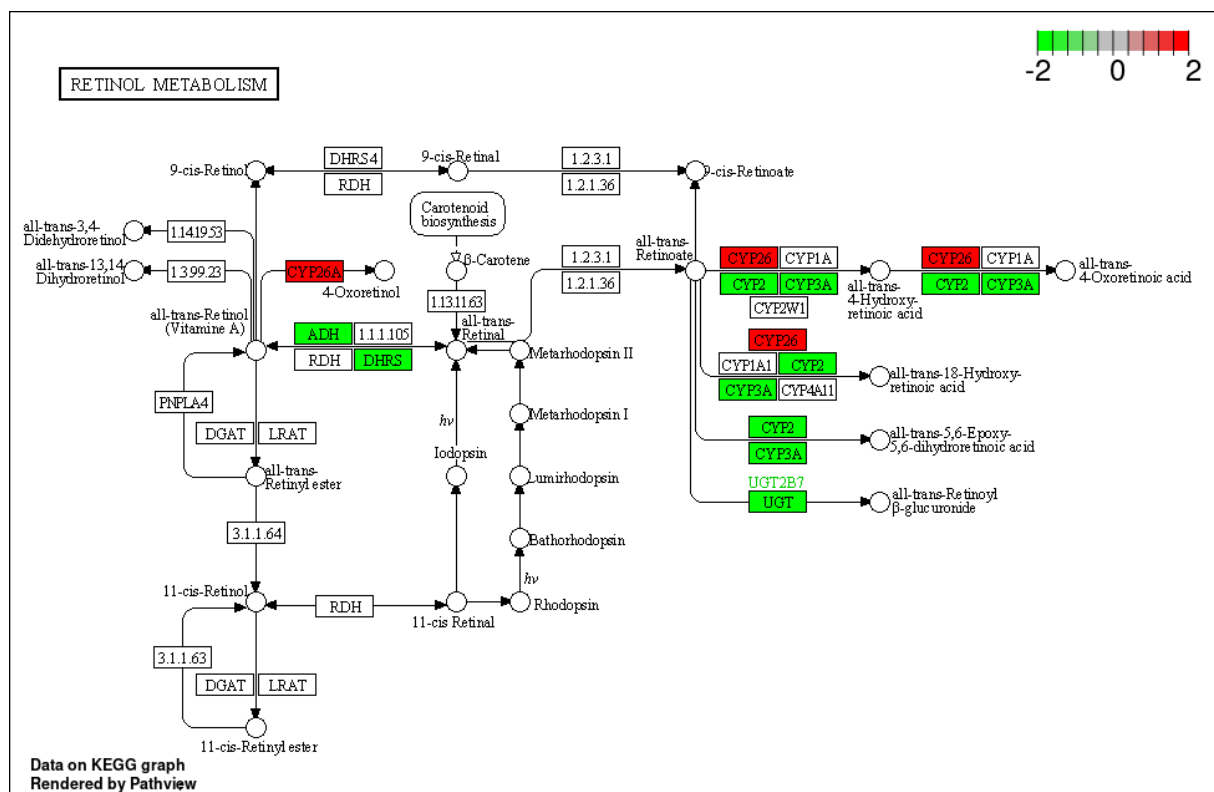 -2 0 2
RETINOL METABOLISM
9-cis-Retinol
DHRS4
RDH
9-cis-Retinal
1.2.3.1
1.2.1.36
9-cis-Retinoate
Carotenoid
biosynthesis
all-trans-3,4-
Didehydroretinol
1.14.19.53
all-trans-13,14
Dihydroretinol
1.3.99.23
CYP26A
4-Oxoretinol
β-Carotene
1.13.11.63
all-trans-
Retinal
1.2.3.1
1.2.1.36
all-trans-
Retinoate
CYP26 CYP1A
CYP2 CYP3A
CYP2W1
all-trans-
4-Hydroxy-
retinoic acid
CYP26 CYP1A
CYP2 CYP3A
all-trans-
4-Oxoretinoic acid
all-trans-Retinol
(Vitamine A)
ADH 1.1.1.105
RDH DHRS
Metarhodopsin II
CYP26
CYP1A1 CYP2
CYP3A CYP4A11
all-trans-18-Hydroxy-
retinoic acid
PNPLA4
DGAT LRAT
hν
Metarhodopsin I
CYP2
CYP3A
all-trans-5,6-Epoxy-
5,6-dihydroretinoic acid
Iodopsin
Lumirhodopsin
all-trans-
Retinyl ester
UGT2B7
UGT
all-trans-Retinoyl
β-glucuronide
3.1.1.64
Bathorhodopsin
hν
11-cis-Retinol
RDH
11-cis Retinal
Rhodopsin
3.1.1.63
DGAT LRAT
11-cis-Retinyl ester
Data on KEGG graph
Rendered by Pathview